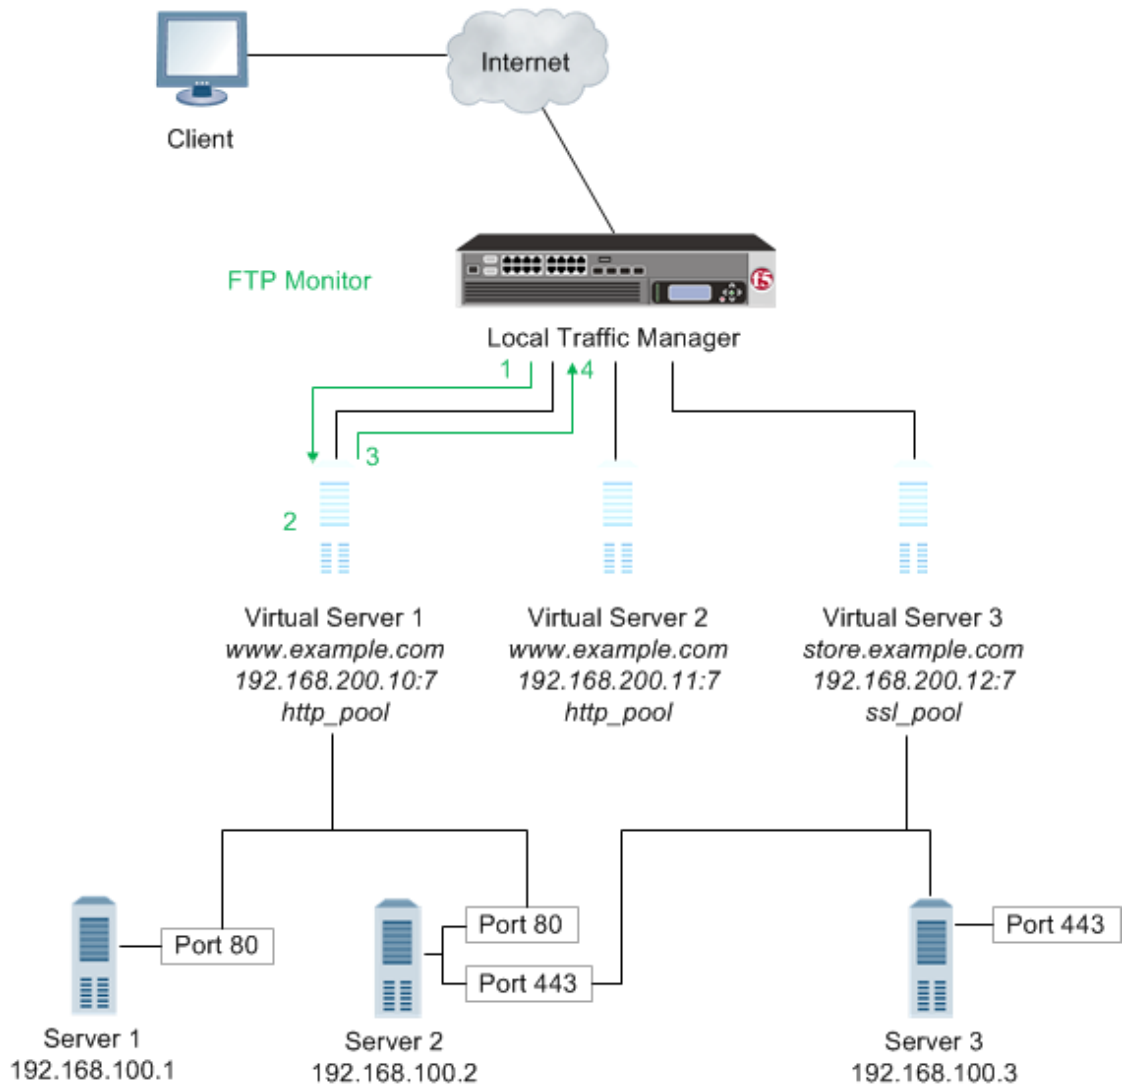 Internet
Client
FTP Monitor
f5
Local Traffic Manager
1
4
3
2
Virtual Server 1
www.example.com
192.168.200.10:7
http_pool
Virtual Server 2
www.example.com
192.168.200.11:7
http_pool
Virtual Server 3
store.example.com
192.168.200.12:7
ssl_pool
Port 80
Port 80
Port 443
Port 443
Server 1
192.168.100.1
Server 2
192.168.100.2
Server 3
192.168.100.3